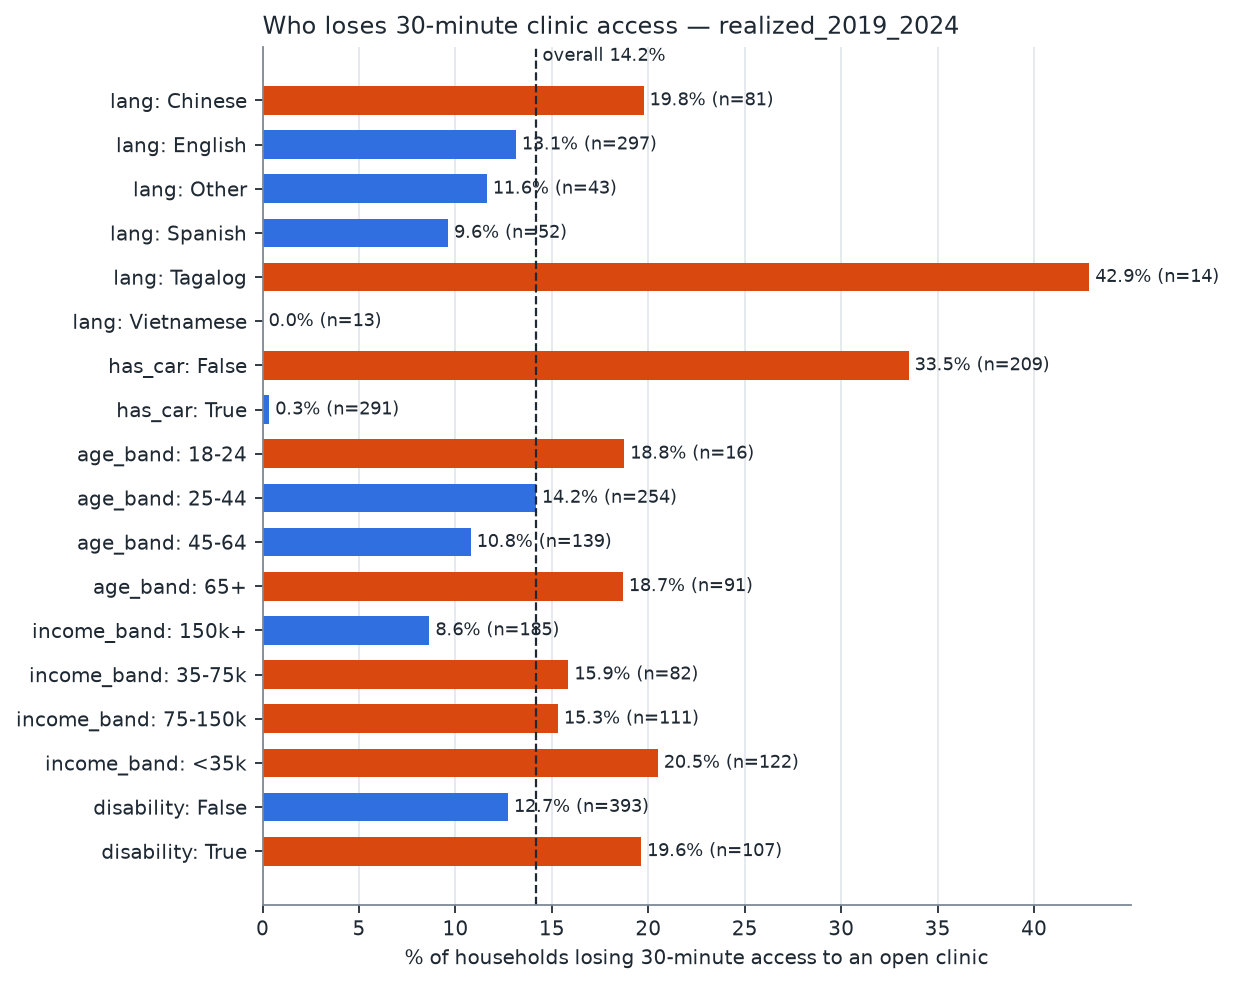 Who loses 30-minute clinic access — realized_2019_2024
overall 14.2%
lang: Chinese 19.8% (n=81)
lang: English 13.1% (n=297)
lang: Other 11.6% (n=43)
lang: Spanish 9.6% (n=52)
lang: Tagalog 42.9% (n=14)
lang: Vietnamese 0.0% (n=13)
has_car: False 33.5% (n=209)
has_car: True 0.3% (n=291)
age_band: 18-24 18.8% (n=16)
age_band: 25-44 14.2% (n=254)
age_band: 45-64 10.8% (n=139)
age_band: 65+ 18.7% (n=91)
income_band: 150k+ 8.6% (n=185)
income_band: 35-75k 15.9% (n=82)
income_band: 75-150k 15.3% (n=111)
income_band: <35k 20.5% (n=122)
disability: False 12.7% (n=393)
disability: True 19.6% (n=107)
0 5 10 15 20 25 30 35 40
% of households losing 30-minute access to an open clinic